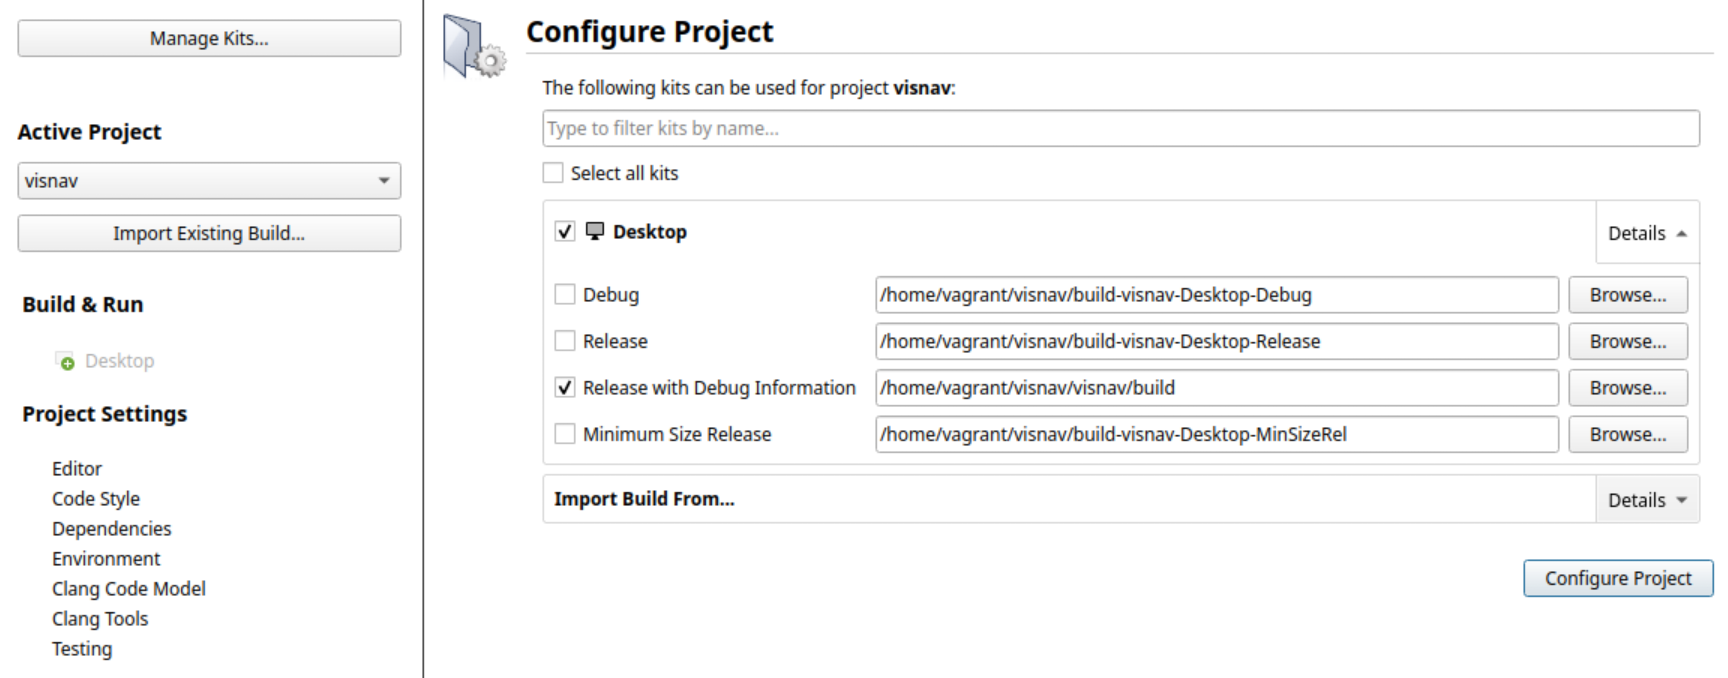 Manage Kits...
Active Project
visnav
Import Existing Build...
Build & Run
Desktop
Project Settings
Editor
Code Style
Dependencies
Environment
Clang Code Model
Clang Tools
Testing
Configure Project
The following kits can be used for project visnav:
Type to filter kits by name...
Select all kits
Desktop
Details
Debug /home/vagrant/visnav/build-visnav-Desktop-Debug Browse...
Release /home/vagrant/visnav/build-visnav-Desktop-Release Browse...
Release with Debug Information /home/vagrant/visnav/visnav/build Browse...
Minimum Size Release /home/vagrant/visnav/build-visnav-Desktop-MinSizeRel Browse...
Import Build From... Details
Configure Project